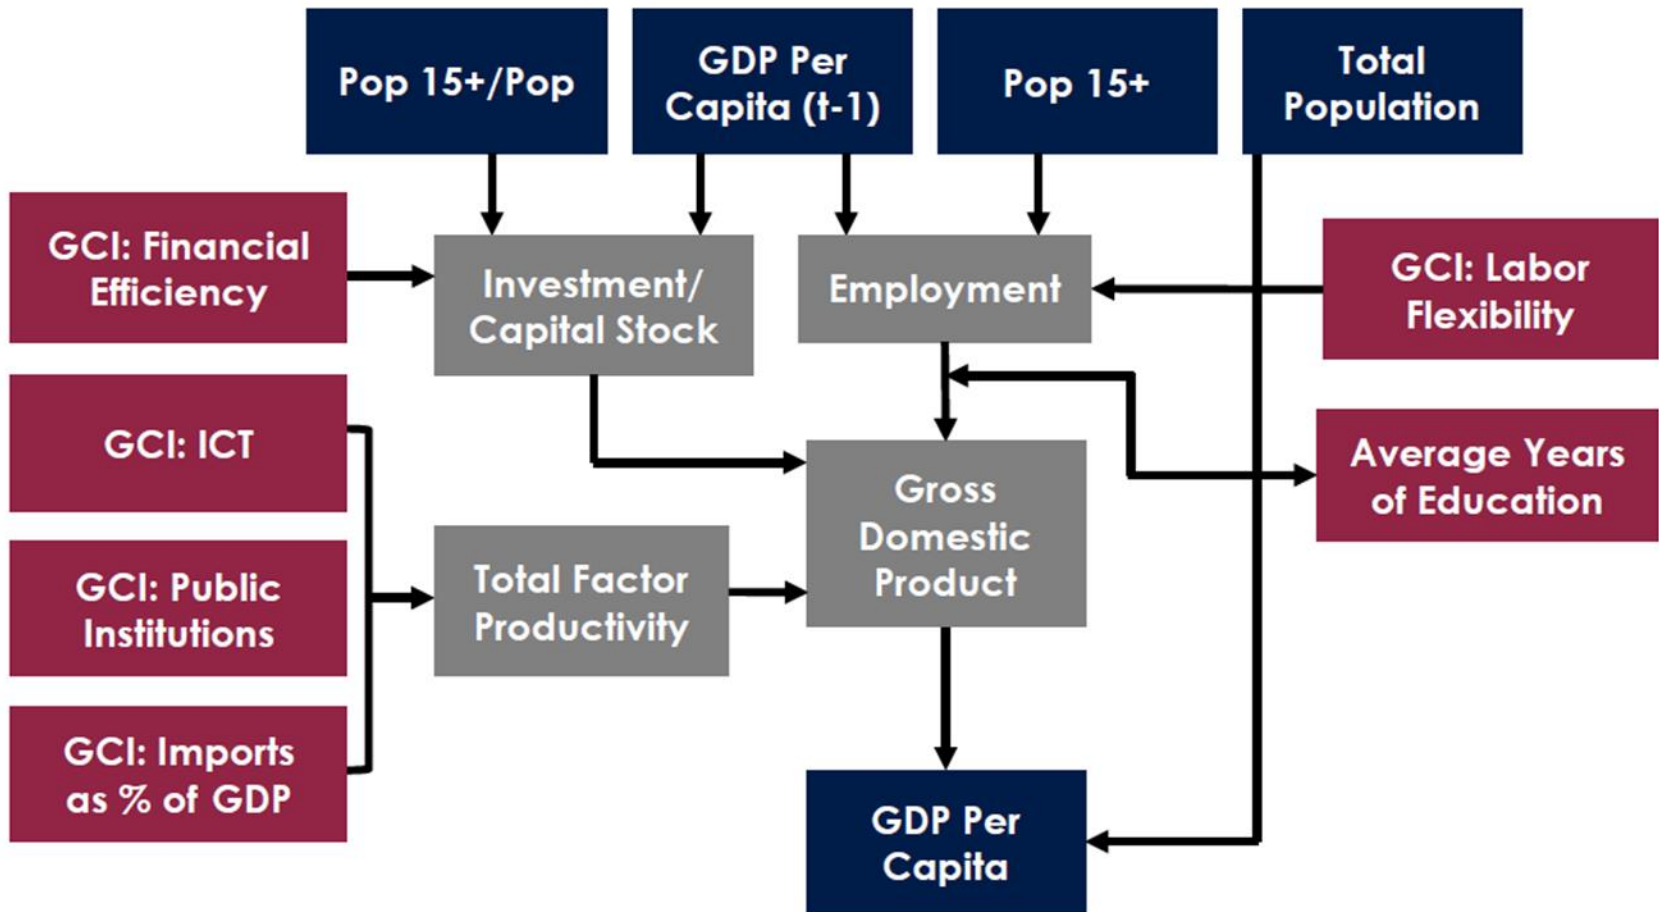 Pop 15+/Pop
GDP Per
Capita (t-1)
Pop 15+
Total
Population
GCI: Financial
Efficiency
Investment/
Capital Stock
Employment
GCI: Labor
Flexibility
GCI: ICT
Gross
Domestic
Product
Average Years
of Education
GCI: Public
Institutions
Total Factor
Productivity
GCI: Imports
as % of GDP
GDP Per
Capita